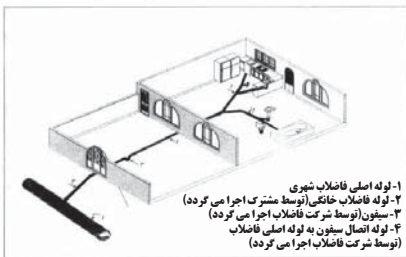 ۱- لوله اصلی فاضلاب شهری
۲- لوله فاضلاب خانگی(توسط مشترک اجرا می گردد)
۳- سیفون(توسط شرکت فاضلاب اجرا می گردد)
۴- لوله اتصال سیفون به لوله اصلی فاضلاب
(توسط شرکت فاضلاب اجرا می گردد)